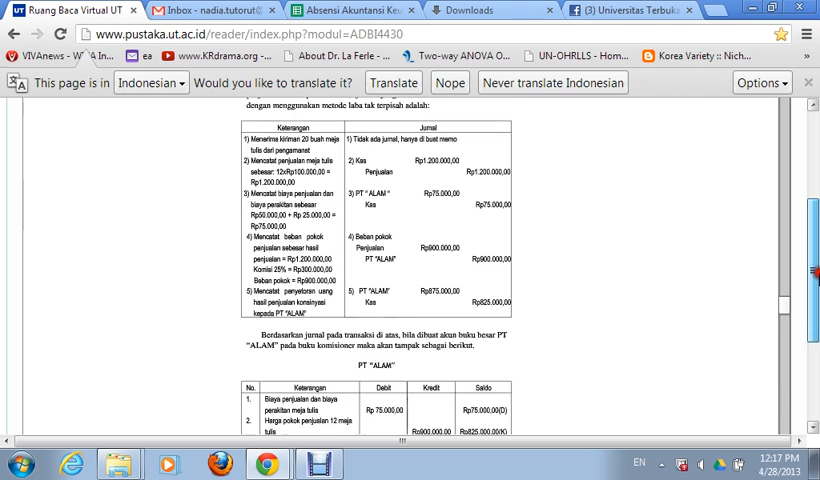 Ruang Baca Virtual UT
Inbox - nadia.tutorut@
Absensi Akuntansi Keu
Downloads
(3) Universitas Terbuka
www.pustaka.ut.ac.id/reader/index.php?modul=ADBI4430
VIVAnews - W
A In...
ea
www.KRdrama.org - ...
About Dr. La Ferle - ...
Two-way ANOVA O...
UN-OHRLLS - Hom...
Korea Variety :: Nich...
»
This page is in
Indonesian
Would you like to translate it?
Translate
Nope
Never translate Indonesian
Options
dengan menggunakan metode laba tak terpisah adalah:
Keterangan
Jurnal
1) Menerima kiriman 20 buah meja
tulis dari pengamanat
1) Tidak ada jurnal, hanya di buat memo
2) Mencatat penjualan meja tulis
sebesar: 12xRp100.000,00 =
Rp1.200.000,00
2) Kas Rp1.200.000,00
Penjualan Rp1.200.000,00
3) Mencatat biaya penjualan dan
biaya perakitan sebesar
Rp50.000,00 + Rp 25.000,00 =
Rp75.000,00
3) PT " ALAM " Rp75.000,00
Kas Rp75.000,00
4) Mencatat beban pokok
penjualan sebesar hasil
penjualan = Rp1.200.000,00
Komisi 25% = Rp300.000,00
Beban pokok = Rp900.000,00
4) Beban pokok
Penjualan Rp900.000,00
PT "ALAM" Rp900.000,00
5) Mencatat penyetoran uang
hasil penjualan konsinyasi
kepada PT "ALAM"
5) PT "ALAM" Rp875.000,00
Kas Rp825.000,00
Berdasarkan jurnal pada transaksi di atas, bila dibuat akun buku besar PT
"ALAM" pada buku komisioner maka akan tampak sebagai berikut.
PT "ALAM"
No. Keterangan Debit Kredit Saldo
1. Biaya penjualan dan biaya
perakitan meja tulis Rp 75.000,00 Rp75.000,00(D)
2. Harga pokok penjualan 12 meja
tulis Rp900.000,00 Rp825.000,00(K)
EN
12:17 PM
4/28/2013